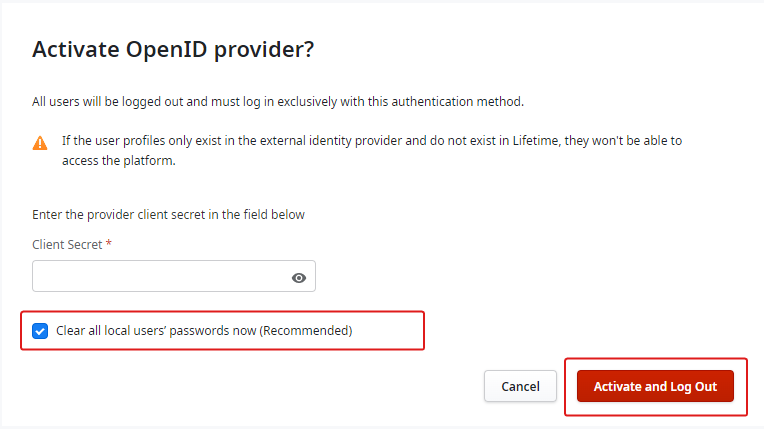 Activate OpenID provider?
All users will be logged out and must log in exclusively with this authentication method.
If the user profiles only exist in the external identity provider and do not exist in Lifetime, they won't be able to
access the platform.
Enter the provider client secret in the field below
Client Secret *
Clear all local users’ passwords now (Recommended)
Cancel
Activate and Log Out